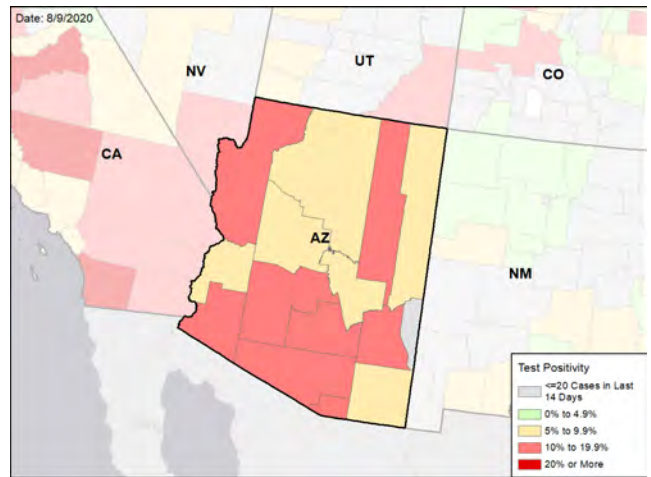 Date: 8/9/2020
NV
UT
CO
CA
AZ
NM
Test Positivity
<=20 Cases in Last
14 Days
0% to 4.9%
5% to 9.9%
10% to 19.9%
20% or More